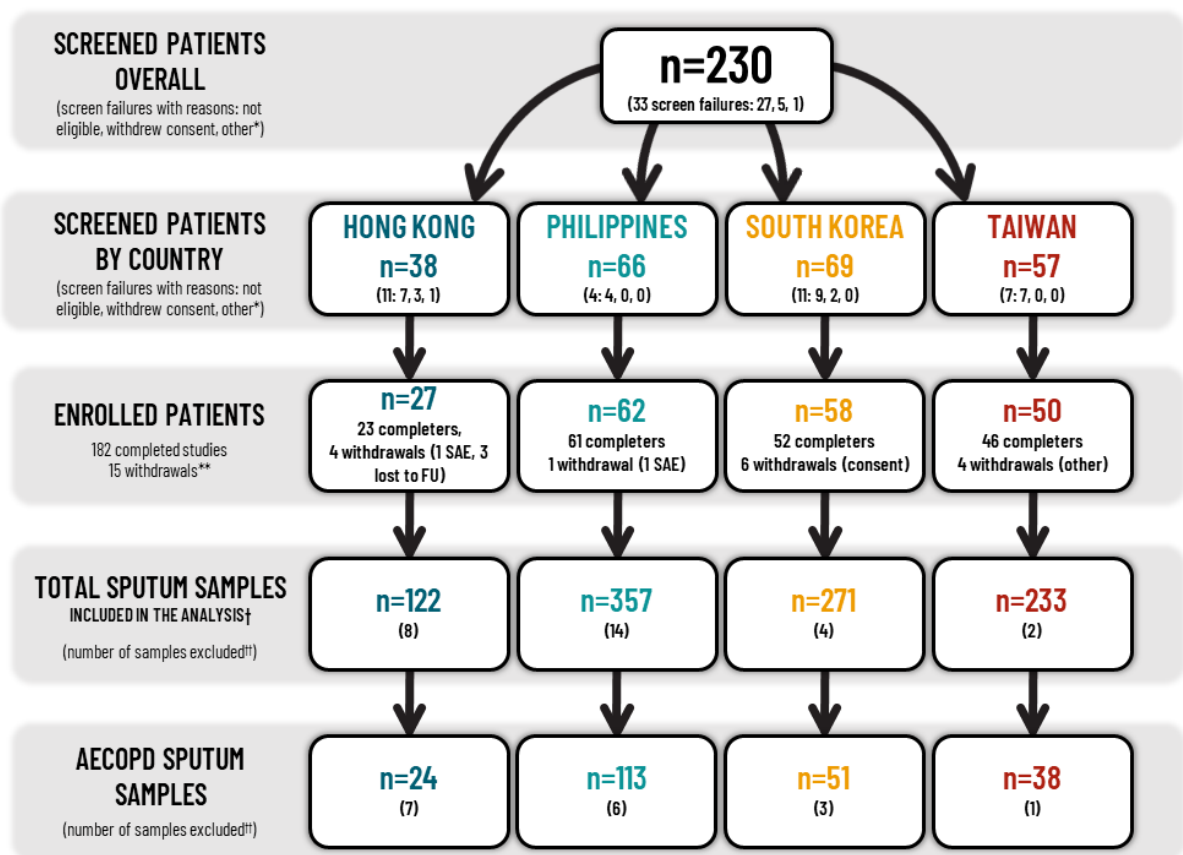 SCREENED PATIENTS
OVERALL
(screen failures with reasons: not
eligible, withdrew consent, other*)
n=230
(33 screen failures: 27, 5, 1)
SCREENED PATIENTS
BY COUNTRY
(screen failures with reasons: not
eligible, withdrew consent, other*)
HONG KONG
n=38
(11: 7, 3, 1)
PHILIPPINES
n=66
(4: 4, 0, 0)
SOUTH KOREA
n=69
(11: 9, 2, 0)
TAIWAN
n=57
(7: 7, 0, 0)
ENROLLED PATIENTS
182 completed studies
15 withdrawals**
n=27
23 completers,
4 withdrawals (1 SAE, 3
lost to FU)
n=62
61 completers
1 withdrawal (1 SAE)
n=58
52 completers
6 withdrawals (consent)
n=50
46 completers
4 withdrawals (other)
TOTAL SPUTUM SAMPLES
INCLUDED IN THE ANALYSIS†
(number of samples excluded††)
n=122
(8)
n=357
(14)
n=271
(4)
n=233
(2)
AECOPD SPUTUM
SAMPLES
(number of samples excluded††)
n=24
(7)
n=113
(6)
n=51
(3)
n=38
(1)